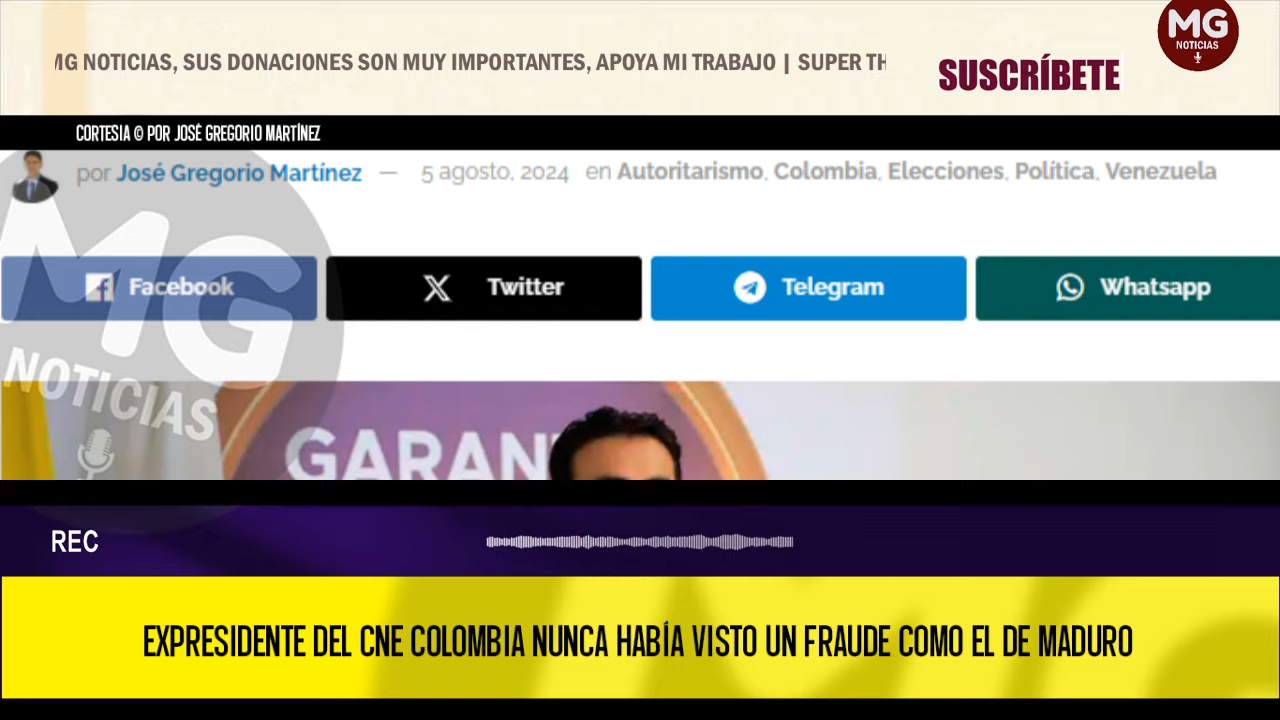 MG NOTICIAS, SUS DONACIONES SON MUY IMPORTANTES, APOYA MI TRABAJO | SUPER TH
SUSCRÍBETE
MG
NOTICIAS
CORTESIA © POR JOSÉ GREGORIO MARTÍNEZ
por José Gregorio Martínez — 5 agosto, 2024 en Autoritarismo, Colombia, Elecciones, Política, Venezuela
Facebook
Twitter
Telegram
Whatsapp
MG
NOTICIAS
GARAN
REC
EXPRESIDENTE DEL CNE COLOMBIA NUNCA HABÍA VISTO UN FRAUDE COMO EL DE MADURO